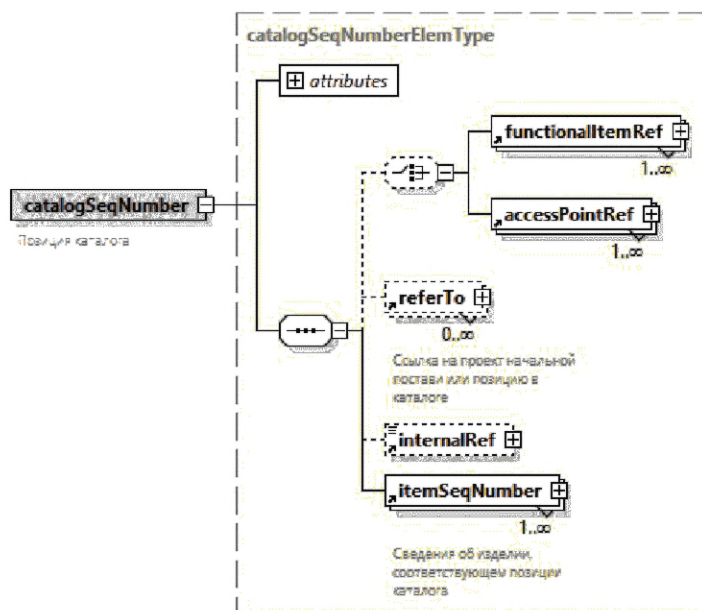 catalogSeqNumberElemType
attributes
functionalItemRef
1..∞
accessPointRef
1..∞
catalogSeqNumber
Позиция каталога
referTo
0..∞
Ссылка на проект начальной
постави или позицию в
каталоге
internalRef
itemSeqNumber
1..∞
Сведения об изделии,
соответствующем позиции
каталога